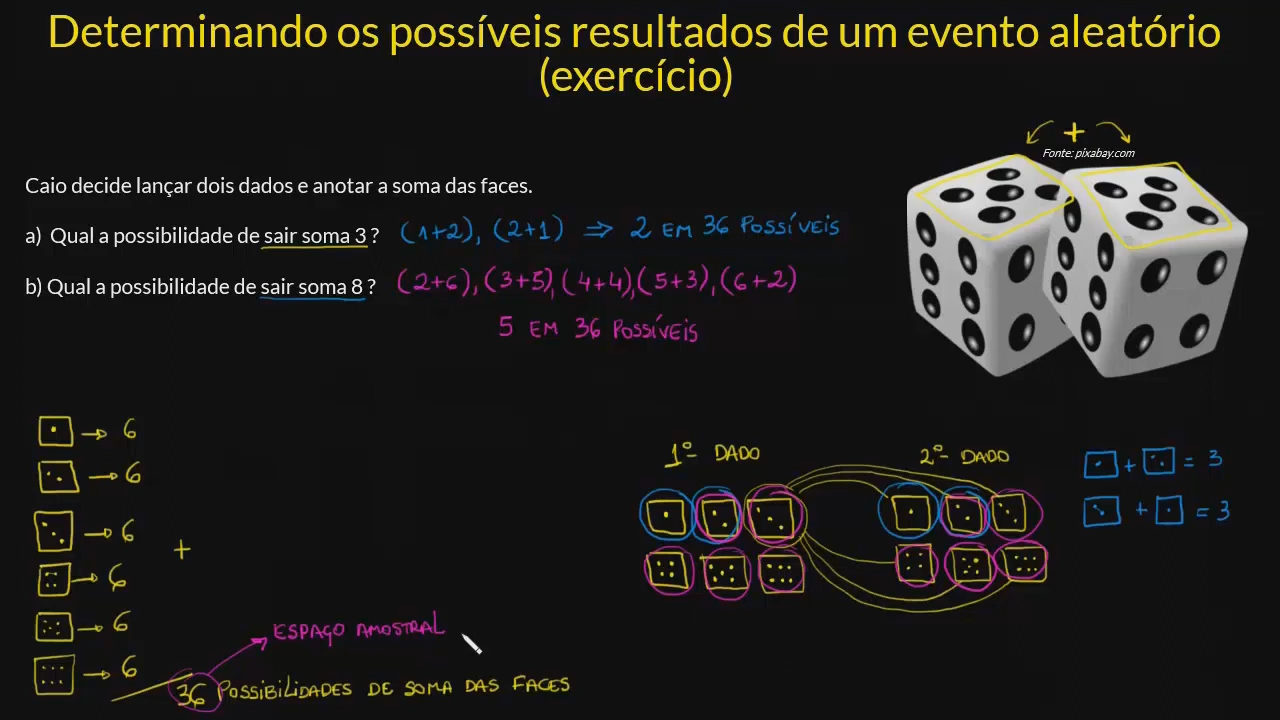 Determinando os possíveis resultados de um evento aleatório
(exercício)
+
Fonte: pixabay.com
Caio decide lançar dois dados e anotar a soma das faces.
a) Qual a possibilidade de sair soma 3 ? (1+2), (2+1) ⇒ 2 EM 36 POSSÍVEIS
b) Qual a possibilidade de sair soma 8 ? (2+6), (3+5), (4+4), (5+3), (6+2)
5 EM 36 POSSÍVEIS
→ 6
→ 6
→ 6
→ 6
→ 6
→ 6
+
36 POSSIBILIDADES DE SOMA DAS FACES
ESPAÇO AMOSTRAL
1º DADO
2º DADO
+ = 3
+ = 3